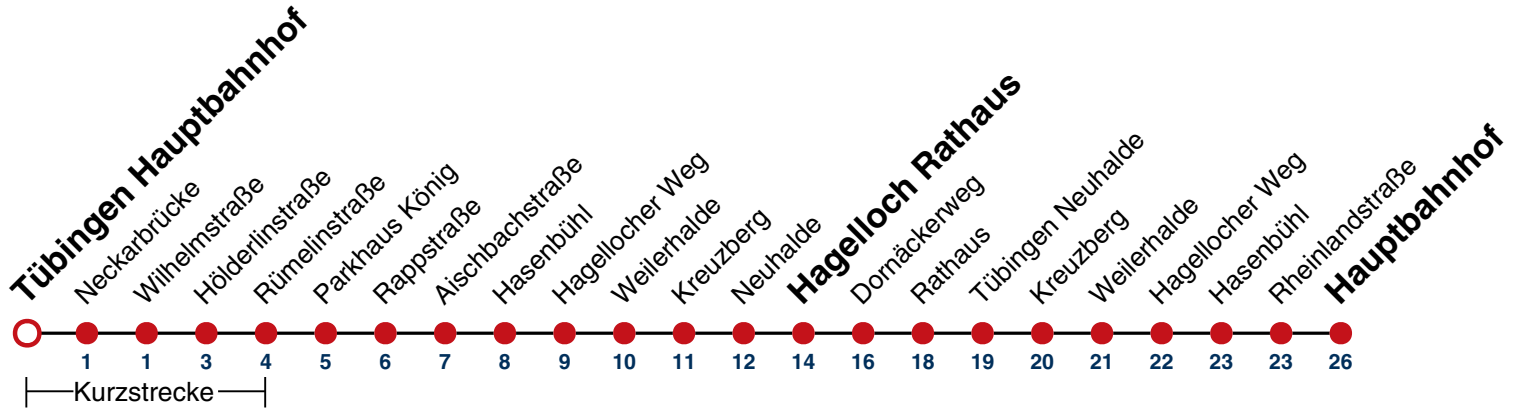 Tübingen Hauptbahnhof
Neckarbrücke
Wilhelmstraße
Hölderlinstraße
Rümelinstraße
Parkhaus König
Rappstraße
Aischbachstraße
Hasenbühl
Hagellocher Weg
Weilerhalde
Kreuzberg
Neuhalde
Hagelloch Rathaus
Dornäckerweg
Rathaus
Tübingen Neuhalde
Kreuzberg
Weilerhalde
Hagellocher Weg
Hasenbühl
Rheinlandstraße
Hauptbahnhof
1 1 3 4 5 6 7 8 9 10 11 12 14 16 18 19 20 21 22 23 23 26
Kurzstrecke